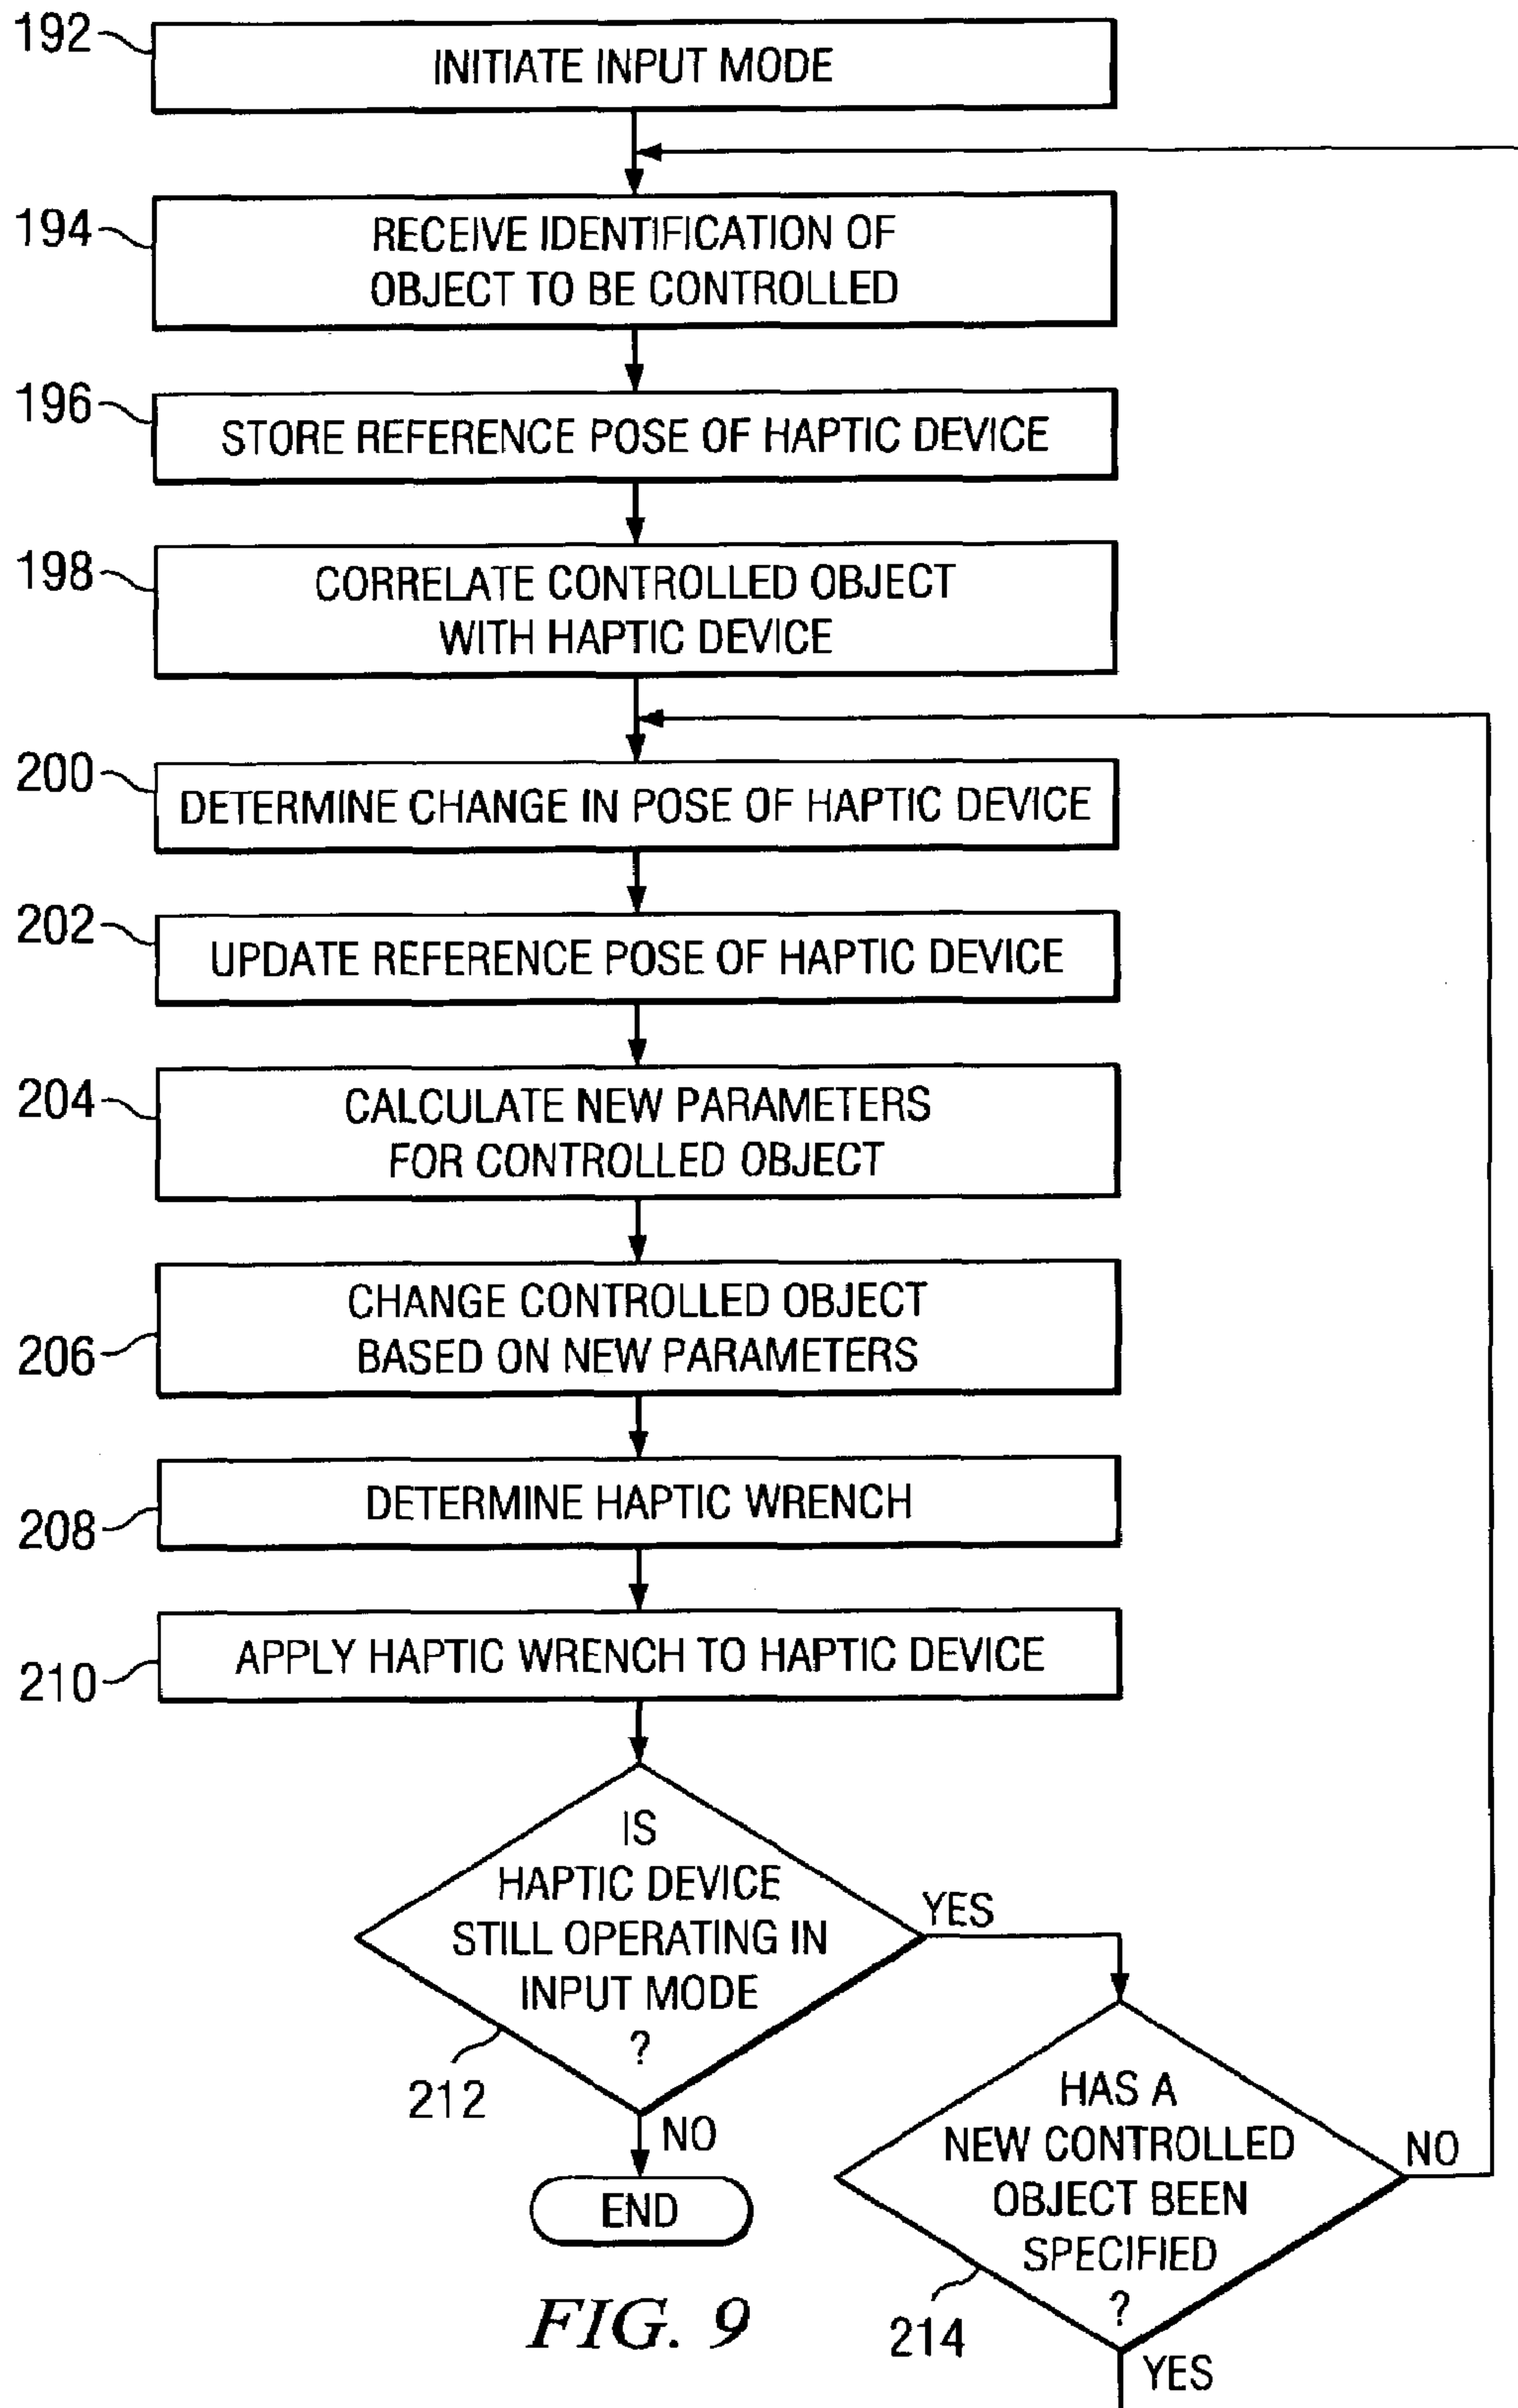 192
INITIATE INPUT MODE
194
RECEIVE IDENTIFICATION OF
OBJECT TO BE CONTROLLED
196
STORE REFERENCE POSE OF HAPTIC DEVICE
198
CORRELATE CONTROLLED OBJECT
WITH HAPTIC DEVICE
200
DETERMINE CHANGE IN POSE OF HAPTIC DEVICE
202
UPDATE REFERENCE POSE OF HAPTIC DEVICE
204
CALCULATE NEW PARAMETERS
FOR CONTROLLED OBJECT
206
CHANGE CONTROLLED OBJECT
BASED ON NEW PARAMETERS
208
DETERMINE HAPTIC WRENCH
210
APPLY HAPTIC WRENCH TO HAPTIC DEVICE
IS
HAPTIC DEVICE
STILL OPERATING IN
INPUT MODE
?
YES
212
NO
END
HAS A
NEW CONTROLLED
OBJECT BEEN
SPECIFIED
?
NO
214
YES
FIG. 9